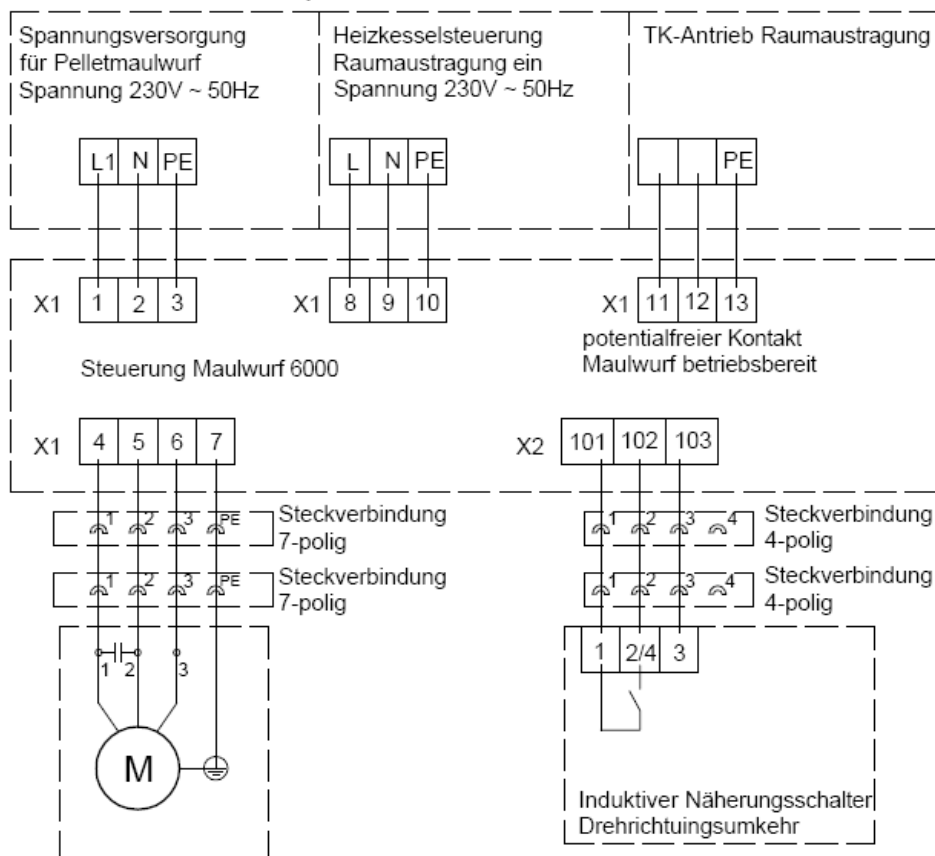 Spannungsversorgung
für Pelletmaulwurf
Spannung 230V ~ 50Hz
Heizkesselsteuerung
Raumaustragung ein
Spannung 230V ~ 50Hz
TK-Antrieb Raumaustragung
L1 N PE
L N PE
PE
X1 1 2 3
X1 8 9 10
X1 11 12 13
potentialfreier Kontakt
Maulwurf betriebsbereit
Steuerung Maulwurf 6000
X1 4 5 6 7
X2 101 102 103
1 2 3 PE
Steckverbindung
7-polig
1 2 3 4
Steckverbindung
4-polig
1 2 3 PE
Steckverbindung
7-polig
1 2 3 4
Steckverbindung
4-polig
1 2 3
M
1 2/4 3
Induktiver Näherungsschalter
Drehrichtuingsumkehr